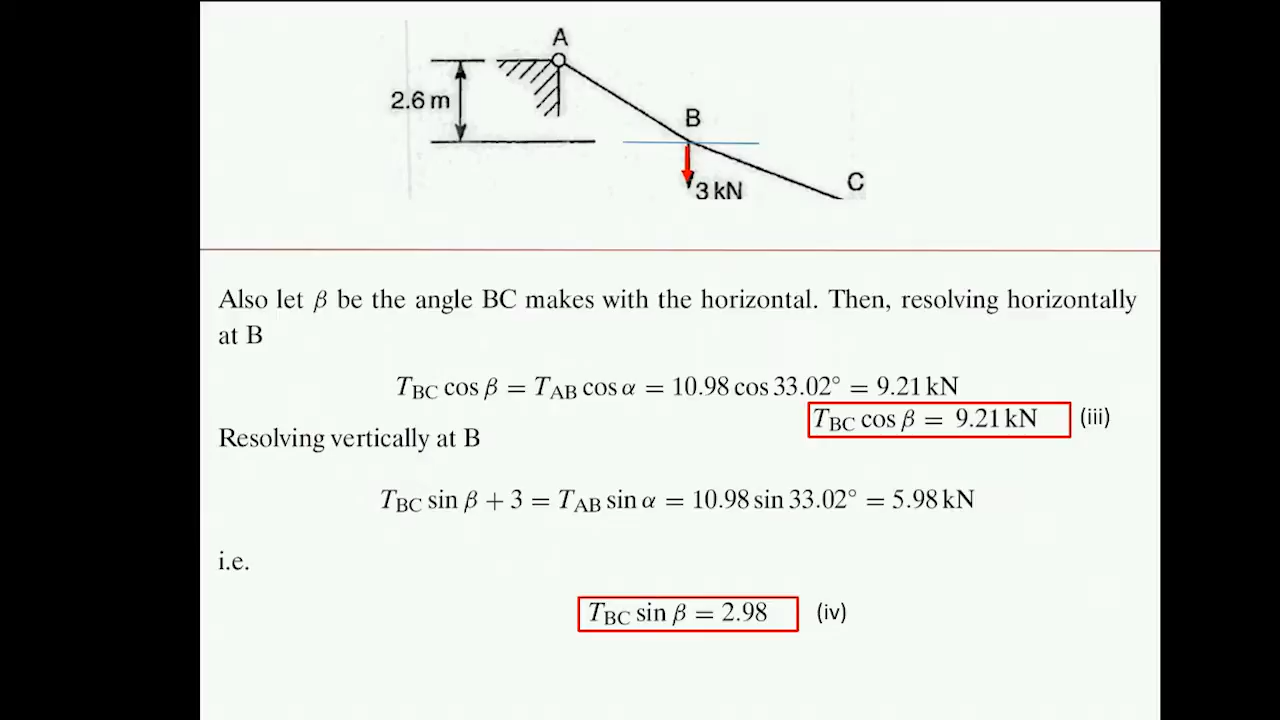 A
2.6 m
B
3 kN
C
Also let β be the angle BC makes with the horizontal. Then, resolving horizontally
at B
T_BC cos β = T_AB cos α = 10.98 cos 33.02° = 9.21 kN
T_BC cos β = 9.21 kN (iii)
Resolving vertically at B
T_BC sin β + 3 = T_AB sin α = 10.98 sin 33.02° = 5.98 kN
i.e.
T_BC sin β = 2.98 (iv)